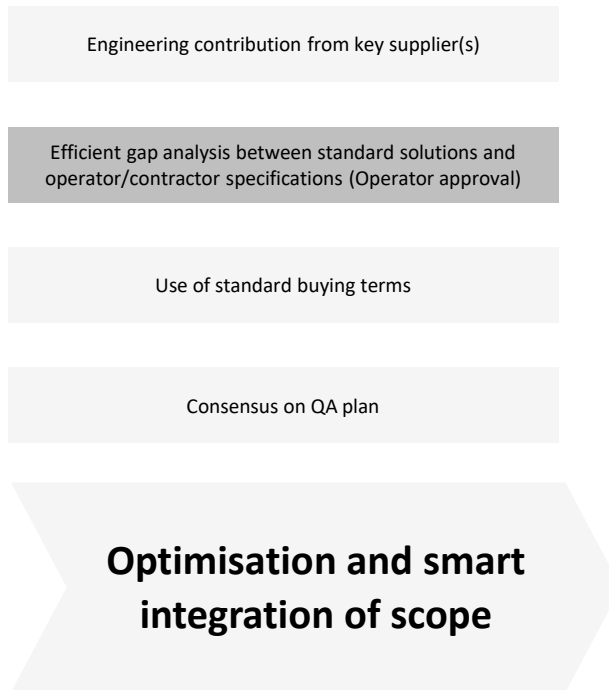 Engineering contribution from key supplier(s)
Efficient gap analysis between standard solutions and
operator/contractor specifications (Operator approval)
Use of standard buying terms
Consensus on QA plan
Optimisation and smart
integration of scope